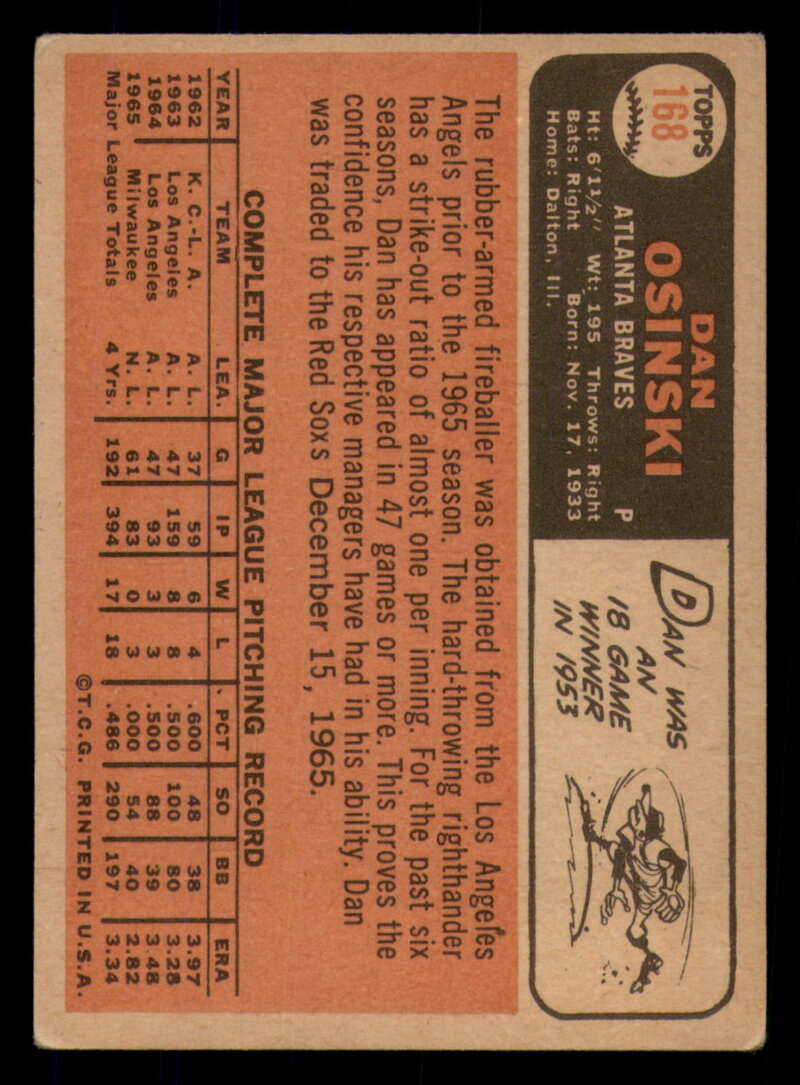 TOPPS
168
DAN
OSINSKI
ATLANTA BRAVES P
Ht: 6'1½" Wt: 195 Throws: Right
Bats: Right Born: Nov. 17, 1933
Home: Dalton, Ill.
DAN WAS
AN
18 GAME
WINNER
IN 1953
The rubber-armed fireballer was obtained from the Los Angeles
Angels prior to the 1965 season. The hard-throwing righthander
has a strike-out ratio of almost one per inning. For the past six
seasons, Dan has appeared in 47 games or more. This proves the
confidence his respective managers have had in his ability. Dan
was traded to the Red Soxs December 15, 1965.
COMPLETE MAJOR LEAGUE PITCHING RECORD
YEAR TEAM LEA. G IP W L PCT SO BB ERA
1962 K. C.-L. A. A. L. 37 59 6 4 .600 48 38 3.97
1963 Los Angeles A. L. 47 159 8 8 .500 100 80 3.28
1964 Los Angeles A. L. 47 93 3 3 .500 88 39 3.48
1965 Milwaukee N. L. 61 83 0 3 .000 54 40 2.82
Major League Totals 4 Yrs. 192 394 17 18 .486 290 197 3.34
©T.C.G. PRINTED IN U.S.A.